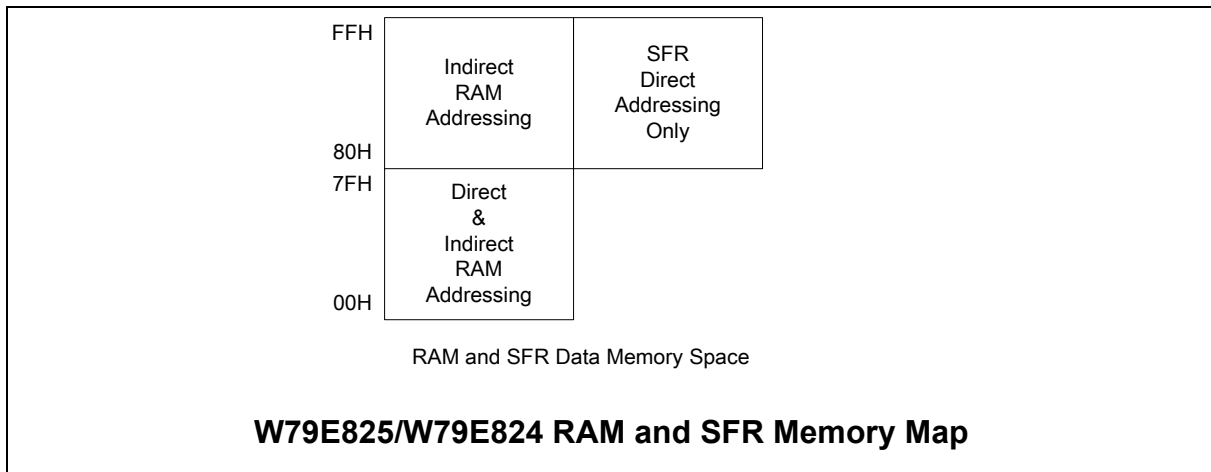 FFH
Indirect
RAM
Addressing
SFR
Direct
Addressing
Only
80H
7FH
Direct
&
Indirect
RAM
Addressing
00H
RAM and SFR Data Memory Space
W79E825/W79E824 RAM and SFR Memory Map